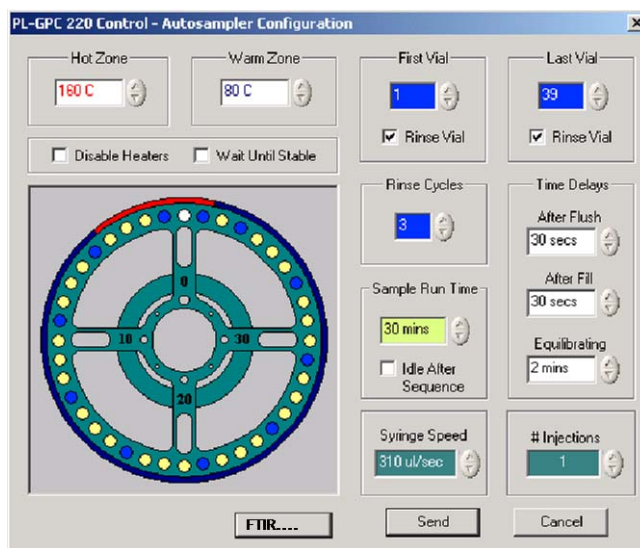 PL-GPC 220 Control - Autosampler Configuration
Hot Zone
160 C
Warm Zone
80 C
Disable Heaters
Wait Until Stable
First Vial
1
Rinse Vial
Last Vial
39
Rinse Vial
Rinse Cycles
3
Time Delays
After Flush
30 secs
After Fill
30 secs
Equilibrating
2 mins
Sample Run Time
30 mins
Idle After
Sequence
0
10
30
20
Syringe Speed
310 ul/sec
# Injections
1
FTIR....
Send
Cancel